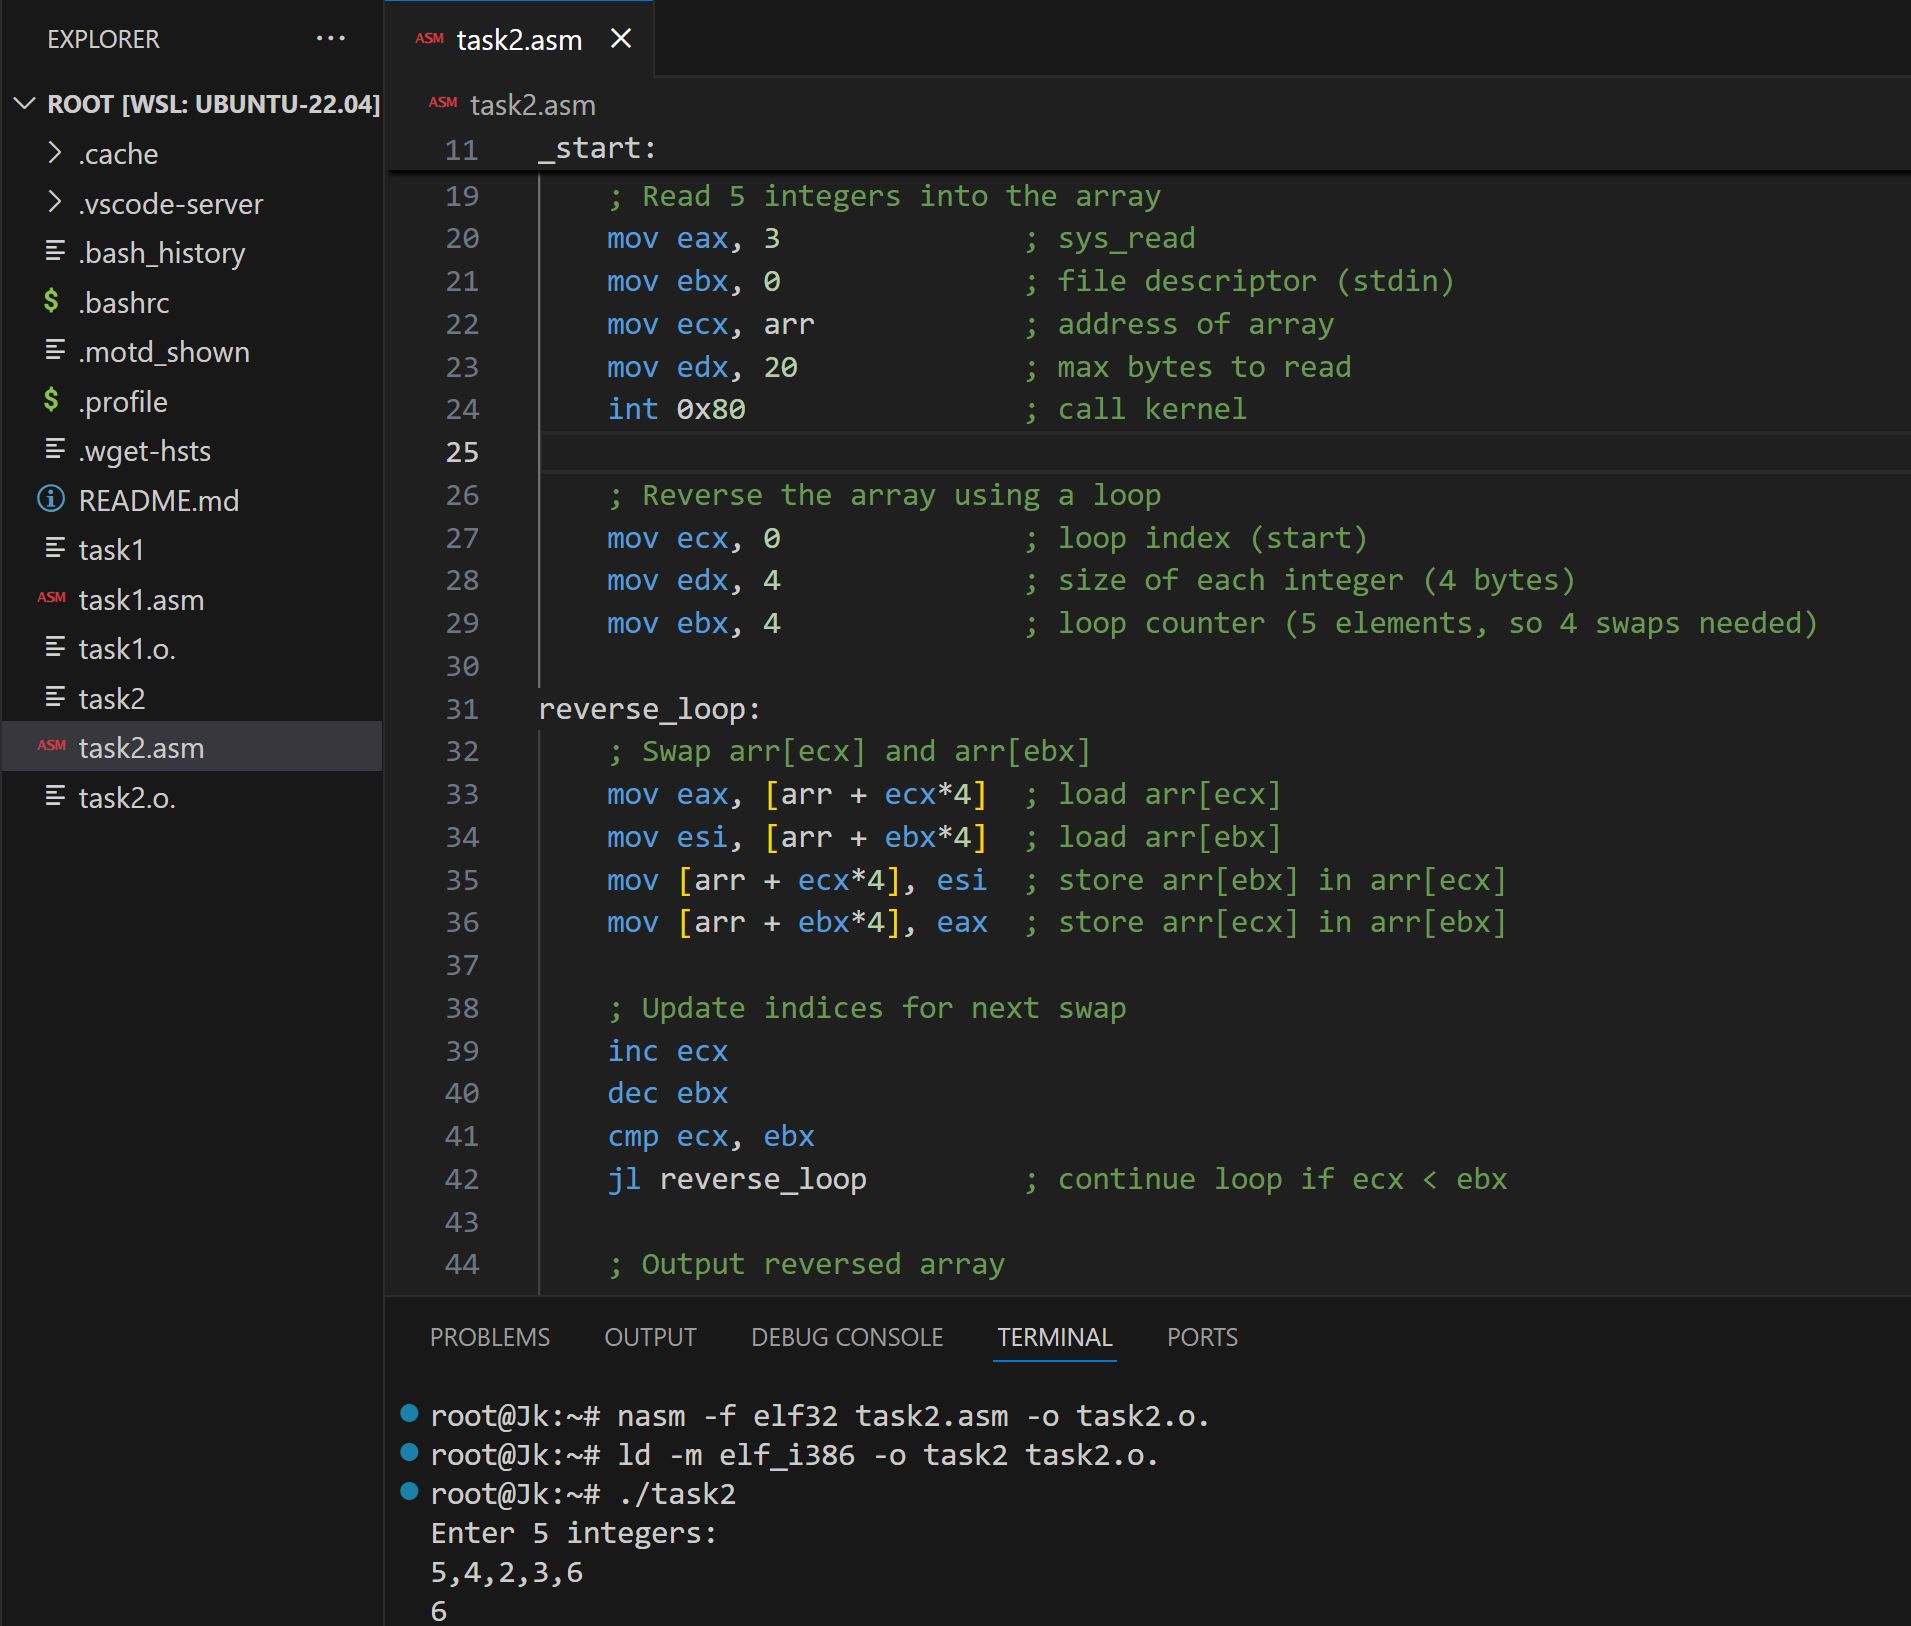 EXPLORER ···
ROOT [WSL: UBUNTU-22.04]
.cache
.vscode-server
.bash_history
$ .bashrc
.motd_shown
$ .profile
.wget-hsts
README.md
task1
ASM task1.asm
task1.o.
task2
ASM task2.asm
task2.o.
ASM task2.asm
ASM task2.asm
11 _start:
19 ; Read 5 integers into the array
20 mov eax, 3 ; sys_read
21 mov ebx, 0 ; file descriptor (stdin)
22 mov ecx, arr ; address of array
23 mov edx, 20 ; max bytes to read
24 int 0x80 ; call kernel
25
26 ; Reverse the array using a loop
27 mov ecx, 0 ; loop index (start)
28 mov edx, 4 ; size of each integer (4 bytes)
29 mov ebx, 4 ; loop counter (5 elements, so 4 swaps needed)
30
31 reverse_loop:
32 ; Swap arr[ecx] and arr[ebx]
33 mov eax, [arr + ecx*4] ; load arr[ecx]
34 mov esi, [arr + ebx*4] ; load arr[ebx]
35 mov [arr + ecx*4], esi ; store arr[ebx] in arr[ecx]
36 mov [arr + ebx*4], eax ; store arr[ecx] in arr[ebx]
37
38 ; Update indices for next swap
39 inc ecx
40 dec ebx
41 cmp ecx, ebx
42 jl reverse_loop ; continue loop if ecx < ebx
43
44 ; Output reversed array
PROBLEMS OUTPUT DEBUG CONSOLE TERMINAL PORTS
root@Jk:~# nasm -f elf32 task2.asm -o task2.o.
root@Jk:~# ld -m elf_i386 -o task2 task2.o.
root@Jk:~# ./task2
Enter 5 integers:
5,4,2,3,6
6